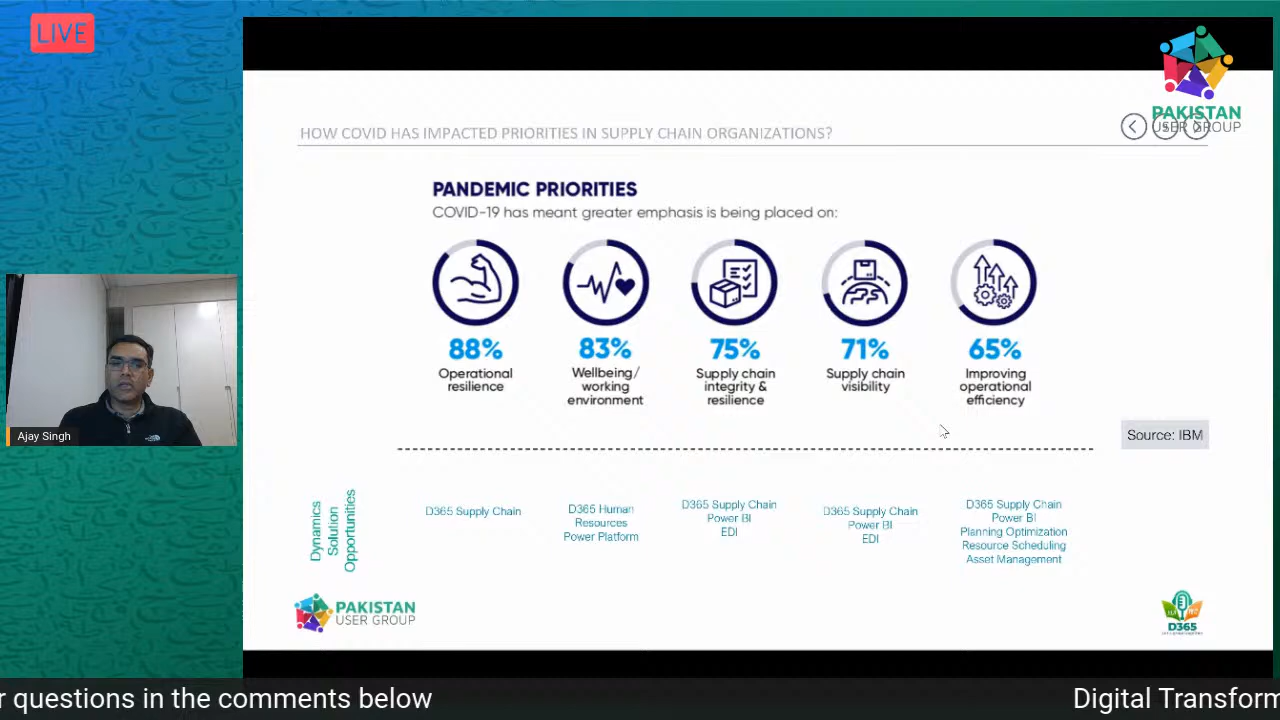 LIVE
PAKISTAN
USER GROUP
HOW COVID HAS IMPACTED PRIORITIES IN SUPPLY CHAIN ORGANIZATIONS?
PANDEMIC PRIORITIES
COVID-19 has meant greater emphasis is being placed on:
88%
Operational
resilience
83%
Wellbeing/
working
environment
75%
Supply chain
integrity &
resilience
71%
Supply chain
visibility
65%
Improving
operational
efficiency
Ajay Singh
Source: IBM
Dynamics
Solution
Opportunities
D365 Supply Chain
D365 Human
Resources
Power Platform
D365 Supply Chain
Power BI
EDI
D365 Supply Chain
Power BI
EDI
D365 Supply Chain
Power BI
Planning Optimization
Resource Scheduling
Asset Management
PAKISTAN
USER GROUP
D365
r questions in the comments below
Digital Transform